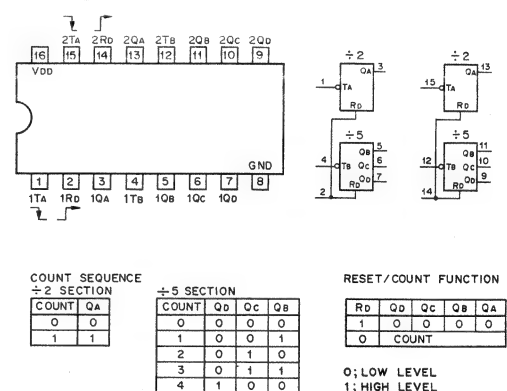 2TA 2RD 2QA 2TB 2QB 2QC 2QD
16 15 14 13 12 11 10 9
VDD
GND
1 2 3 4 5 6 7 8
1TA 1RD 1QA 1TB 1QB 1QC 1QD
÷2
1 TA QA 3
RD
÷5
4 TB QB 5
QC 6
QD 7
2 RD
÷2
15 TA QA 13
RD
÷5
12 TB QB 11
QC 10
QD 9
14 RD
COUNT SEQUENCE
÷2 SECTION
COUNT QA
0 0
1 1
÷5 SECTION
COUNT QD QC QB
0 0 0 0
1 0 0 1
2 0 1 0
3 0 1 1
4 1 0 0
RESET/COUNT FUNCTION
RD QD QC QB QA
1 0 0 0 0
0 COUNT
0; LOW LEVEL
1; HIGH LEVEL